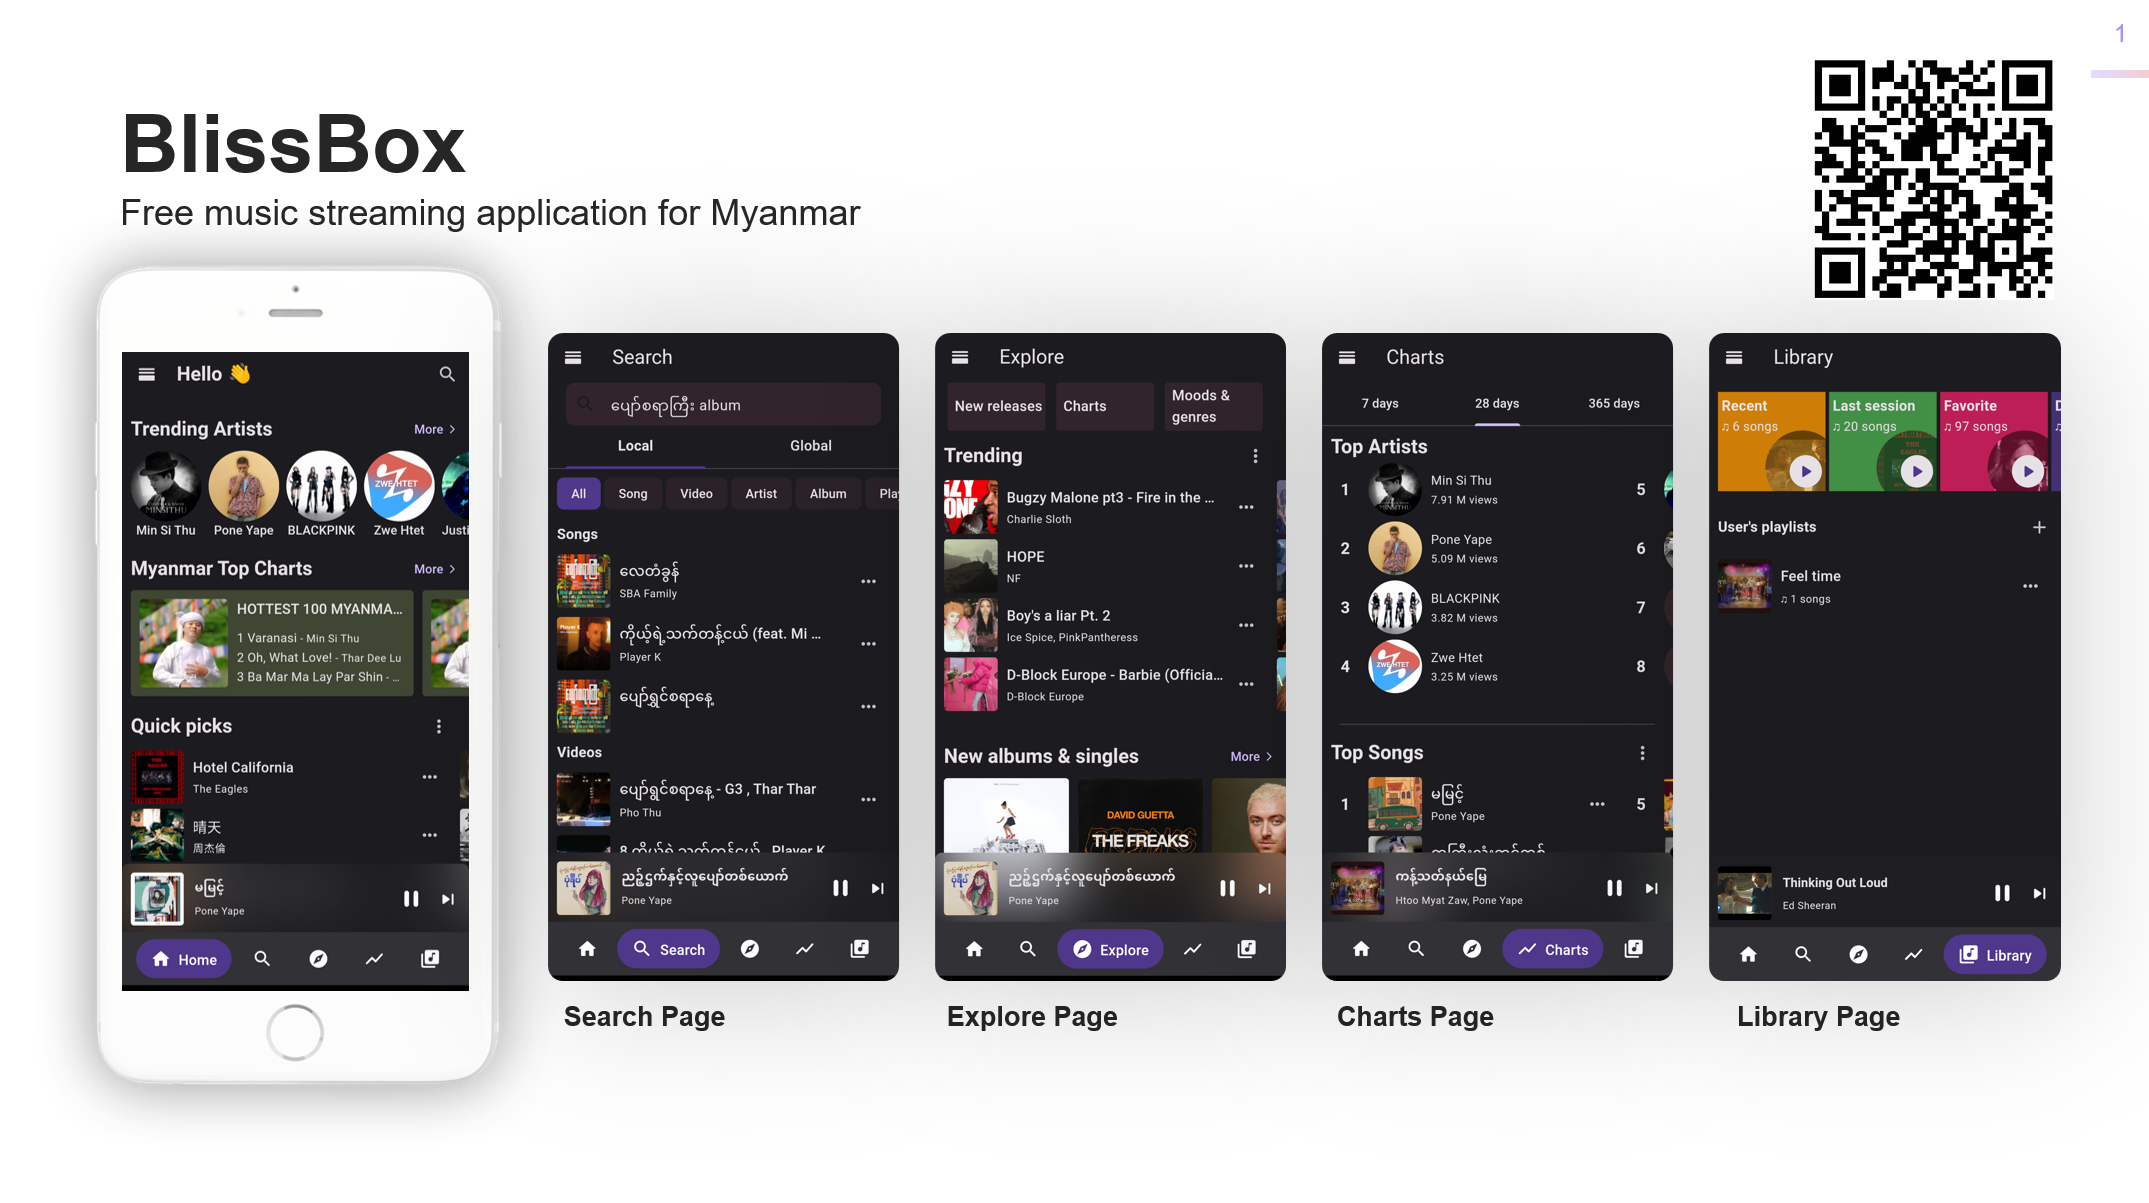 1
BlissBox
Free music streaming application for Myanmar
Hello 👋
Trending Artists
More >
Min Si Thu
Pone Yape
BLACKPINK
Zwe Htet
Justi
Myanmar Top Charts
More >
HOTTEST 100 MYANMA...
1 Varanasi - Min Si Thu
2 Oh, What Love! - Thar Dee Lu
3 Ba Mar Ma Lay Par Shin - ..
Quick picks
Hotel California
The Eagles
晴天
周杰倫
မမြင့်
Pone Yape
Home
Search
ပျော်စရာကြီး album
Local
Global
All
Song
Video
Artist
Album
Play
Songs
လေတံခွန်
SBA Family
ကိုယ့်ရဲ့သက်တန့်ငယ် (feat. Mi ...
Player K
ပျော်ရွှင်စရာနေ့
Videos
ပျော်ရွှင်စရာနေ့ - G3 , Thar Thar
Pho Thu
8 ကိုယ့်ရဲ့သက်တန့်ငယ် , Player K
ညဉ့်ငှက်နှင့်လူပျော်တစ်ယောက်
Pone Yape
Search
Search Page
Explore
New releases
Charts
Moods &
genres
Trending
Bugzy Malone pt3 - Fire in the ...
Charlie Sloth
HOPE
NF
Boy's a liar Pt. 2
Ice Spice, PinkPantheress
D-Block Europe - Barbie (Officia...
D-Block Europe
New albums & singles
More >
DAVID GUETTA
THE FREAKS
ညဉ့်ငှက်နှင့်လူပျော်တစ်ယောက်
Pone Yape
Explore
Explore Page
Charts
7 days
28 days
365 days
Top Artists
1
Min Si Thu
7.91 M views
5
2
Pone Yape
5.09 M views
6
3
BLACKPINK
3.82 M views
7
4
Zwe Htet
3.25 M views
8
Top Songs
1
မမြင့်
Pone Yape
5
ကန့်သတ်နယ်မြေ
Htoo Myat Zaw, Pone Yape
Charts
Charts Page
Library
Recent
♫ 6 songs
Last session
♫ 20 songs
Favorite
♫ 97 songs
User's playlists
Feel time
♫ 1 songs
Thinking Out Loud
Ed Sheeran
Library
Library Page